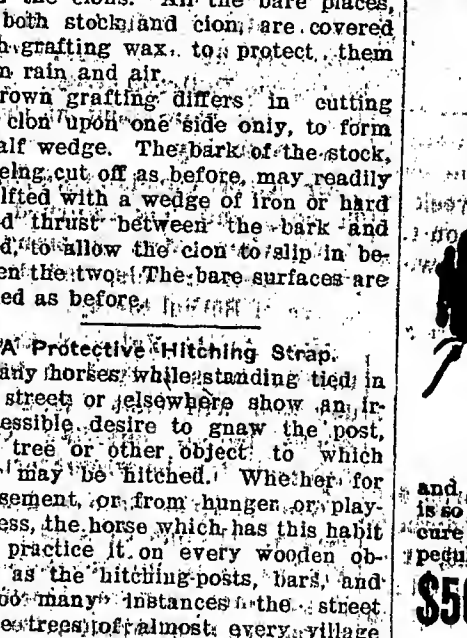 the cions. All the bare places,
both stock and cion, are covered
grafting wax, to protect them
rain and air.
rown grafting differs in cutting
cion upon one side only, to form
alf wedge. The bark of the stock,
eing cut off as before, may readily
lifted with a wedge of iron or hard
d thrust between the bark and
d, to allow the cion to slip in be-
en the two. The bare surfaces are
ed as before.
A Protective Hitching Strap.
any horses while standing tied in
street or elsewhere show an ir-
essible desire to gnaw the post,
tree or other object to which
may be hitched. Whether for
sement, or from hunger or play-
ess, the horse which has this habit
practice it on every wooden ob-
as the hitching-posts, bars, and
oo many instances the street
e trees of almost every village
and
is so
cure
pecu
$5